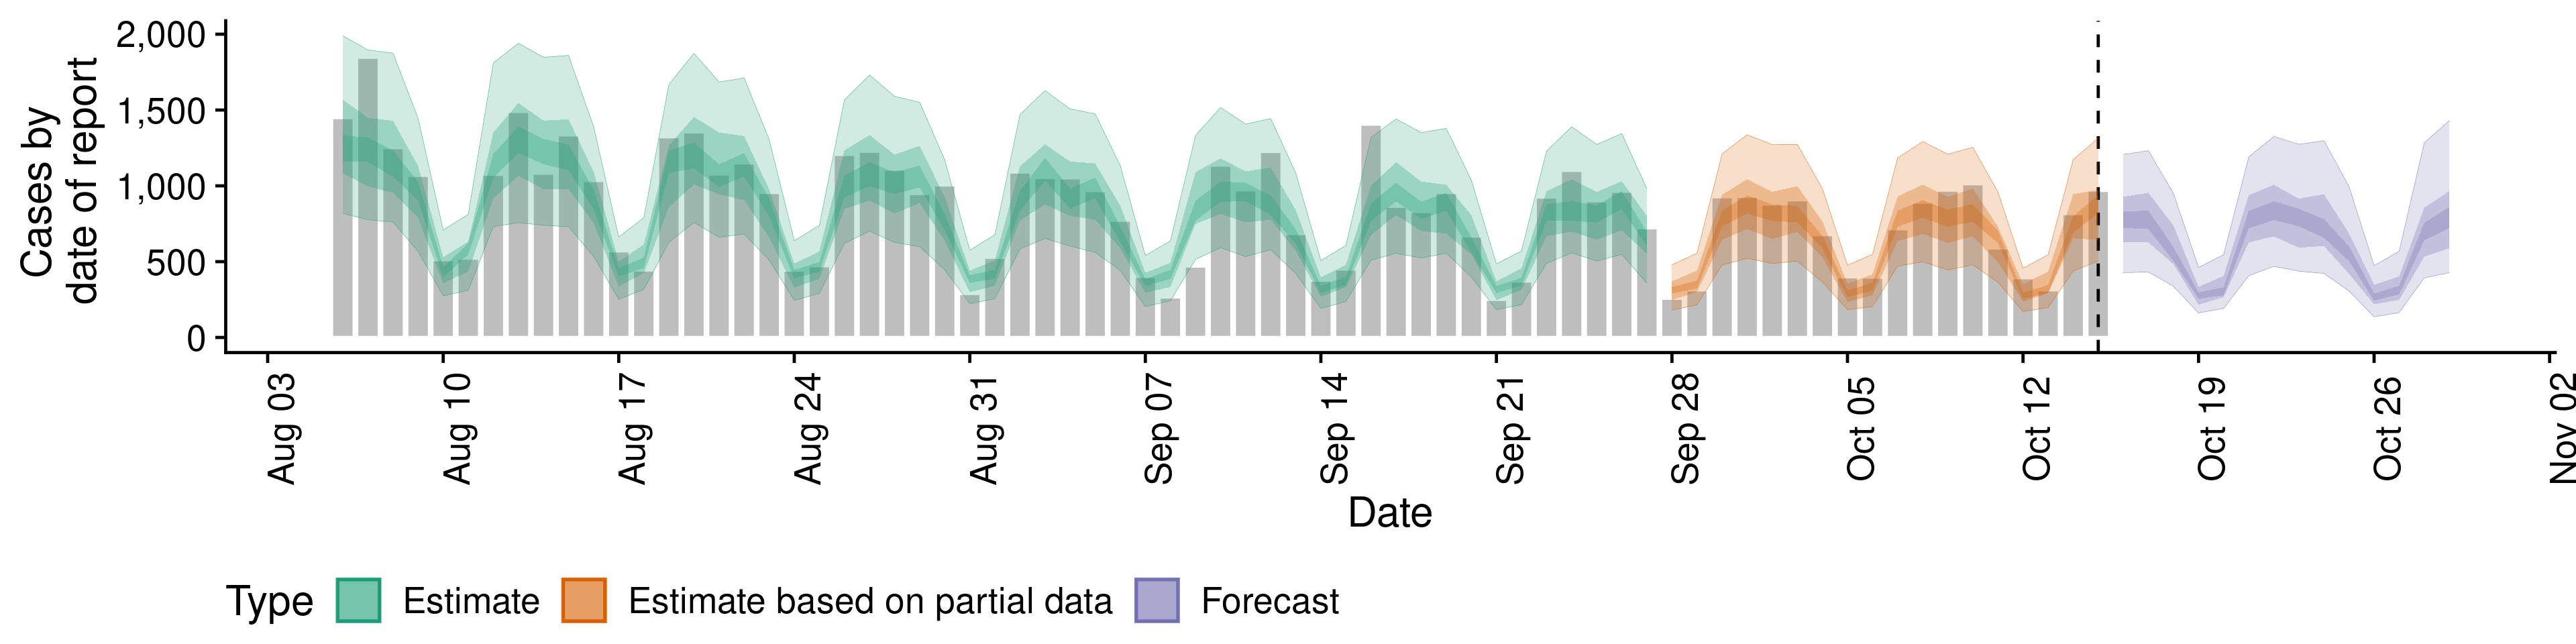 Cases by
date of report
2,000
1,500
1,000
500
0
Aug 03
Aug 10
Aug 17
Aug 24
Aug 31
Sep 07
Sep 14
Sep 21
Sep 28
Oct 05
Oct 12
Oct 19
Oct 26
Nov 02
Date
Type
Estimate
Estimate based on partial data
Forecast